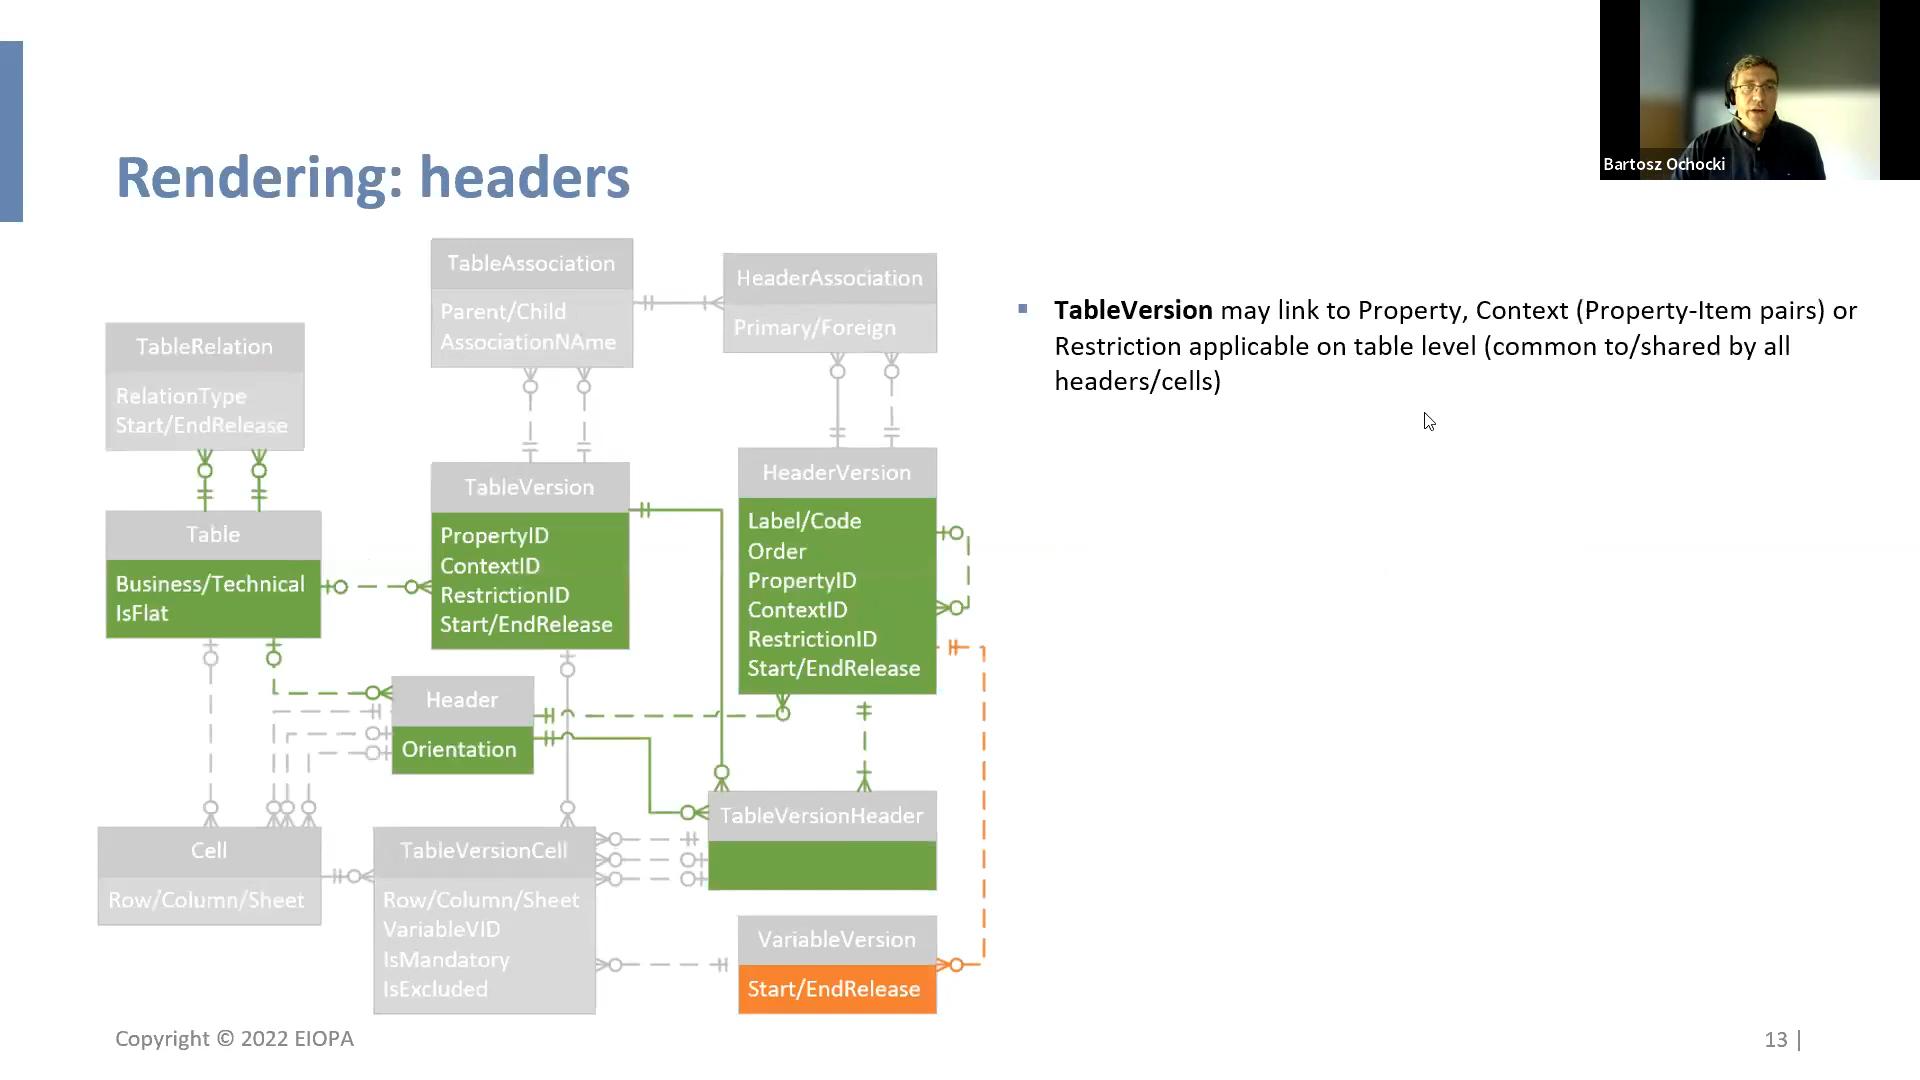 Bartosz Ochocki
Rendering: headers
TableAssociation
Parent/Child
AssociationNAme
HeaderAssociation
Primary/Foreign
TableRelation
RelationType
Start/EndRelease
Table
Business/Technical
IsFlat
TableVersion
PropertyID
ContextID
RestrictionID
Start/EndRelease
HeaderVersion
Label/Code
Order
PropertyID
ContextID
RestrictionID
Start/EndRelease
Header
Orientation
TableVersionHeader
Cell
Row/Column/Sheet
TableVersionCell
Row/Column/Sheet
VariableVID
IsMandatory
IsExcluded
VariableVersion
Start/EndRelease
▪ TableVersion may link to Property, Context (Property-Item pairs) or
Restriction applicable on table level (common to/shared by all
headers/cells)
Copyright © 2022 EIOPA
13 |